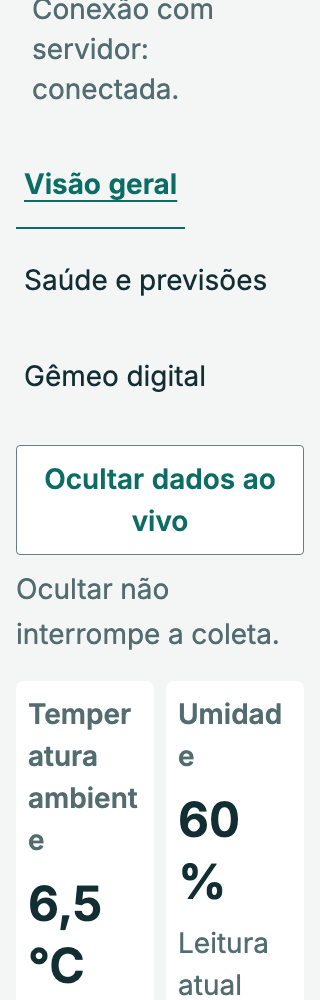 Conexão com
servidor:
conectada.
Visão geral
Saúde e previsões
Gêmeo digital
Ocultar dados ao
vivo
Ocultar não
interrompe a coleta.
Temper
atura
ambient
e
6,5
°C
Umidad
e
60
%
Leitura
atual